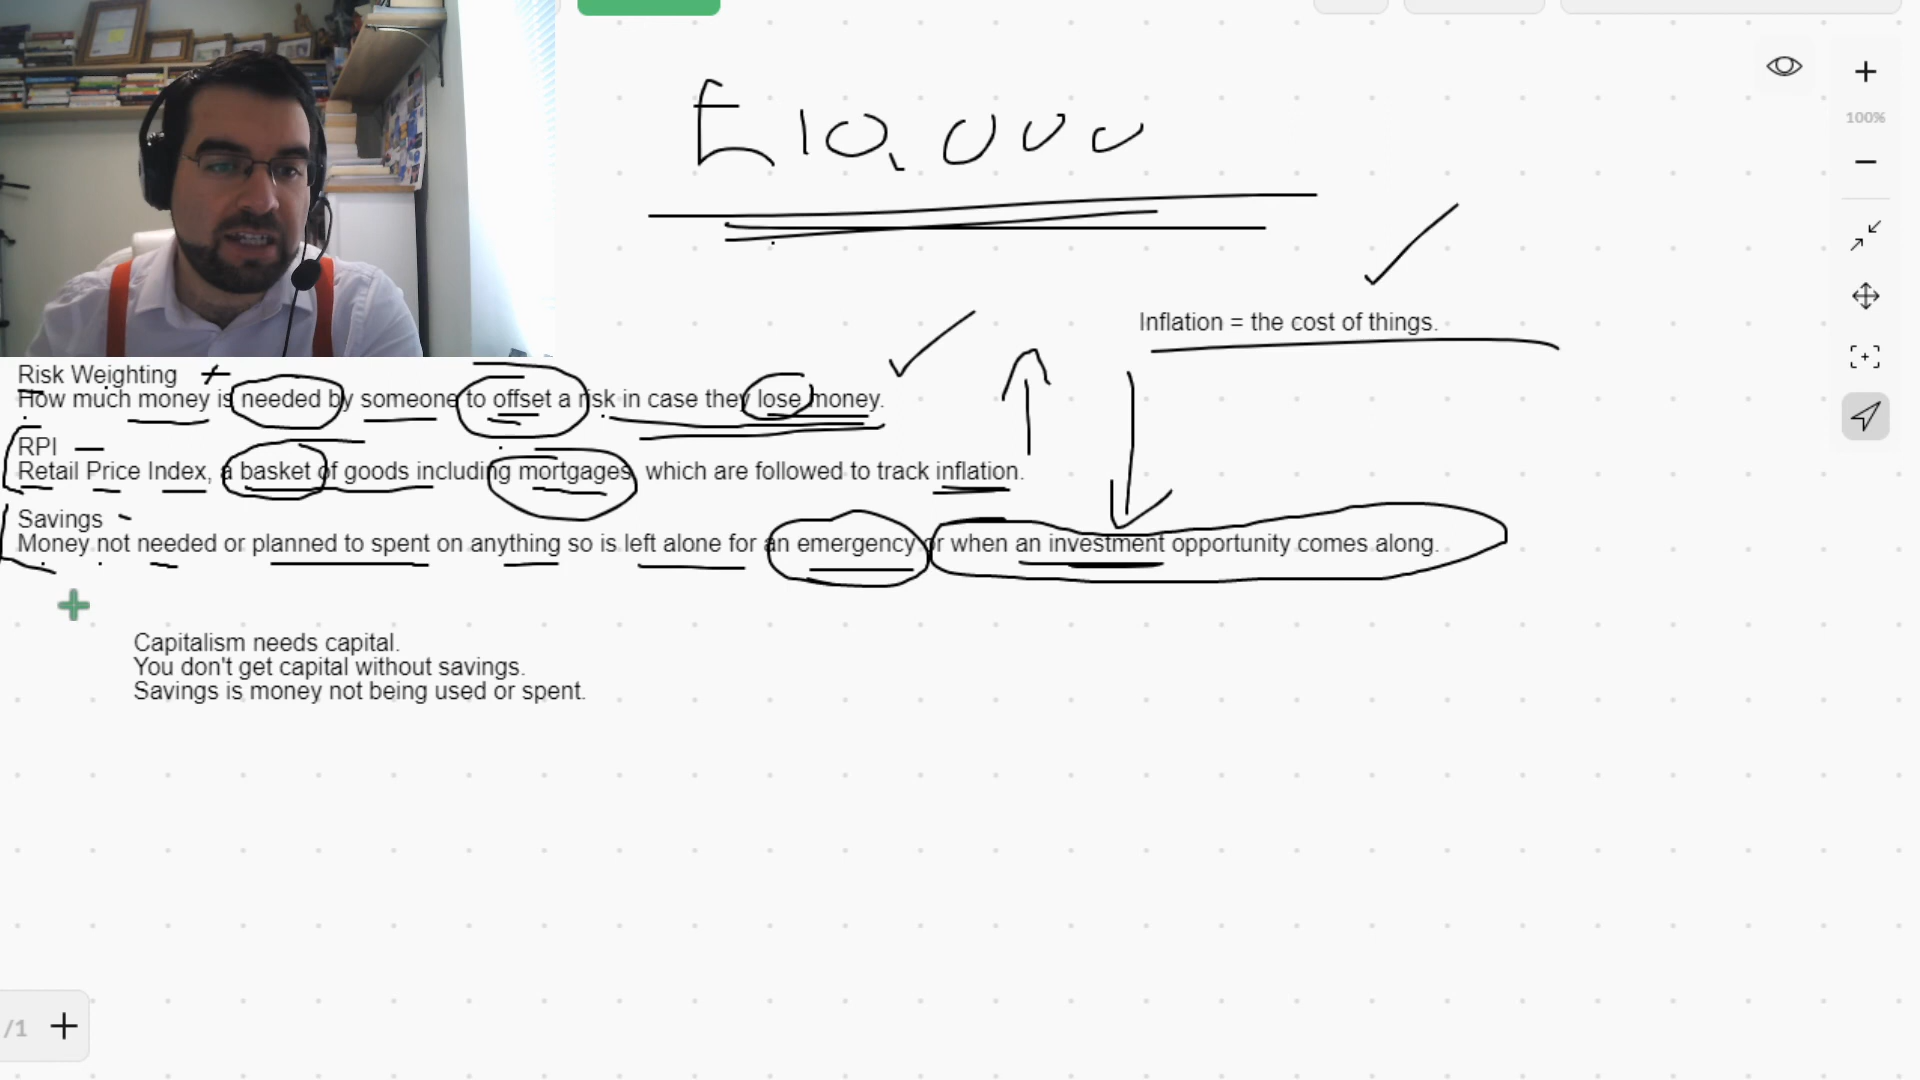 £10,000
100%
Inflation = the cost of things.
Risk Weighting
How much money is needed by someone to offset a risk in case they lose money.
RPI
Retail Price Index, a basket of goods including mortgages, which are followed to track inflation.
Savings
Money not needed or planned to spent on anything so is left alone for an emergency or when an investment opportunity comes along.
Capitalism needs capital.
You don't get capital without savings.
Savings is money not being used or spent.
/1